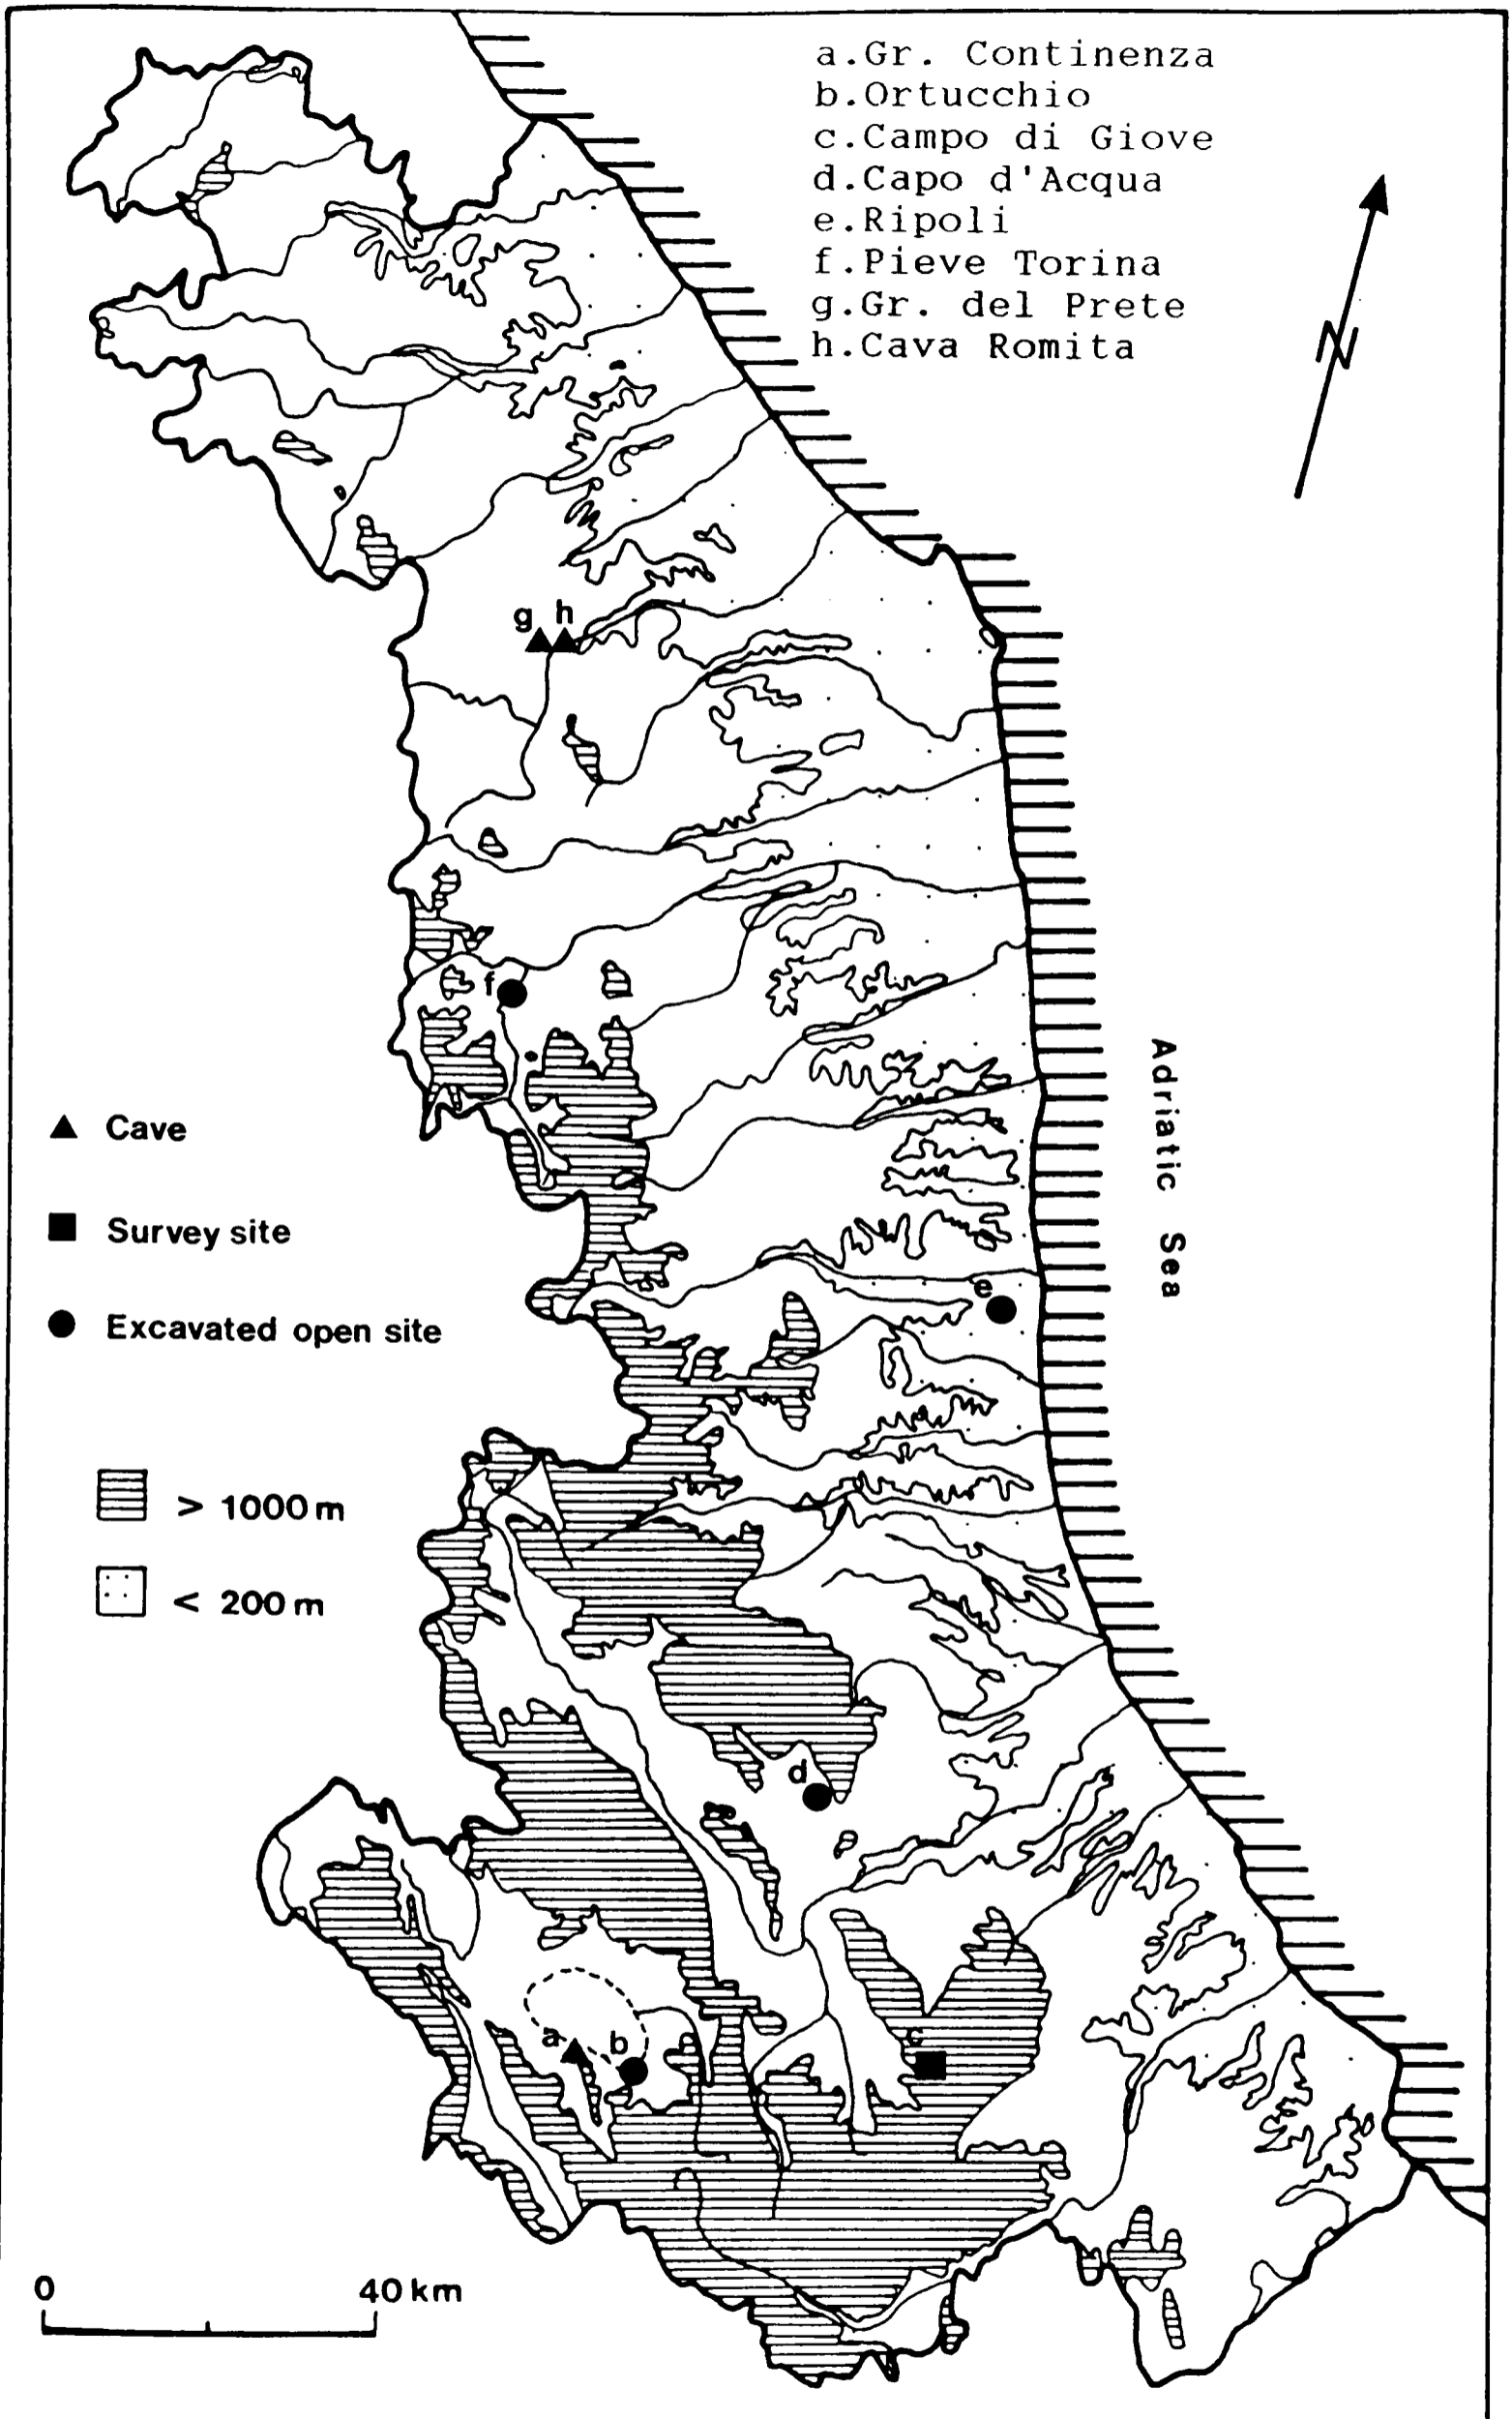 a.Gr. Continenza
b.Ortucchio
c.Campo di Giove
d.Capo d'Acqua
e.Ripoli
f.Pieve Torina
g.Gr. del Prete
h.Cava Romita
N
g h
f
Adriatic Sea
Cave
Survey site
e
Excavated open site
> 1000 m
< 200 m
d
a b c
0 40 km